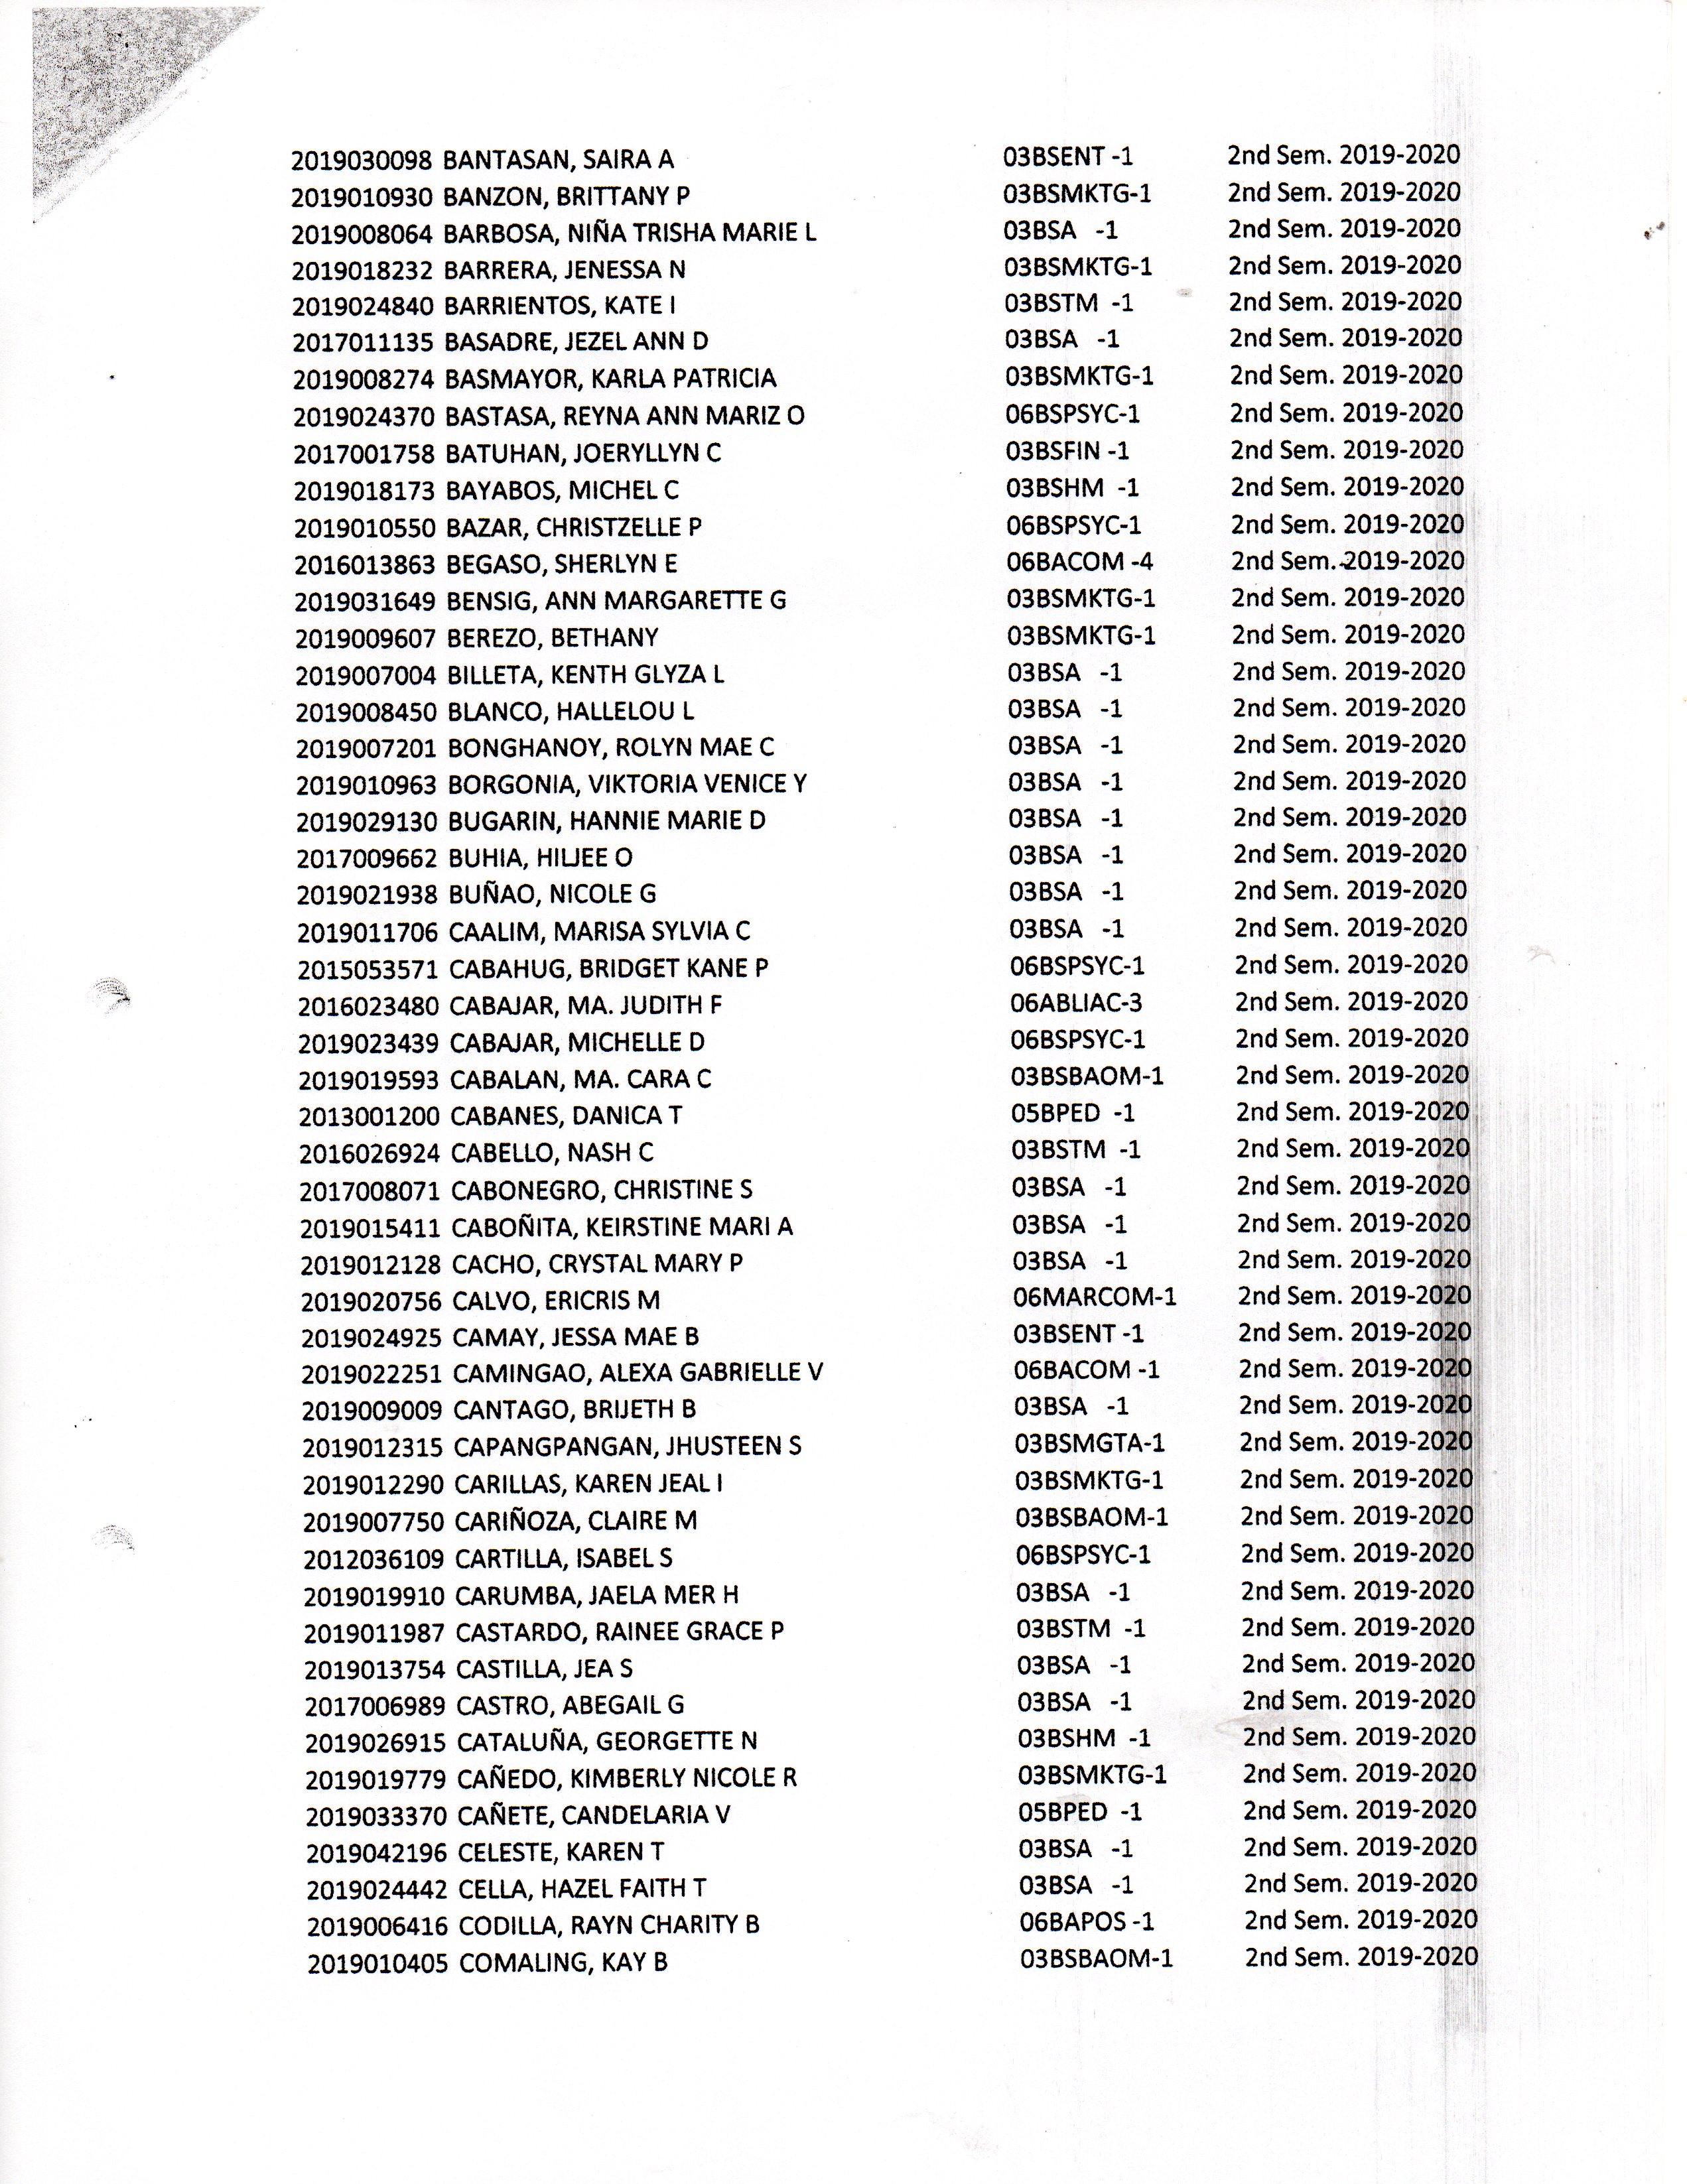 2019030098 BANTASAN, SAIRA A 03BSENT -1 2nd Sem. 2019-2020
2019010930 BANZON, BRITTANY P 03BSMKTG-1 2nd Sem. 2019-2020
2019008064 BARBOSA, NIÑA TRISHA MARIE L 03BSA -1 2nd Sem. 2019-2020
2019018232 BARRERA, JENESSA N 03BSMKTG-1 2nd Sem. 2019-2020
2019024840 BARRIENTOS, KATE I 03BSTM -1 2nd Sem. 2019-2020
2017011135 BASADRE, JEZEL ANN D 03BSA -1 2nd Sem. 2019-2020
2019008274 BASMAYOR, KARLA PATRICIA 03BSMKTG-1 2nd Sem. 2019-2020
2019024370 BASTASA, REYNA ANN MARIZ O 06BSPSYC-1 2nd Sem. 2019-2020
2017001758 BATUHAN, JOERYLLYN C 03BSFIN -1 2nd Sem. 2019-2020
2019018173 BAYABOS, MICHEL C 03BSHM -1 2nd Sem. 2019-2020
2019010550 BAZAR, CHRISTZELLE P 06BSPSYC-1 2nd Sem. 2019-2020
2016013863 BEGASO, SHERLYN E 06BACOM -4 2nd Sem. 2019-2020
2019031649 BENSIG, ANN MARGARETTE G 03BSMKTG-1 2nd Sem. 2019-2020
2019009607 BEREZO, BETHANY 03BSMKTG-1 2nd Sem. 2019-2020
2019007004 BILLETA, KENTH GLYZA L 03BSA -1 2nd Sem. 2019-2020
2019008450 BLANCO, HALLELOU L 03BSA -1 2nd Sem. 2019-2020
2019007201 BONGHANOY, ROLYN MAE C 03BSA -1 2nd Sem. 2019-2020
2019010963 BORGONIA, VIKTORIA VENICE Y 03BSA -1 2nd Sem. 2019-2020
2019029130 BUGARIN, HANNIE MARIE D 03BSA -1 2nd Sem. 2019-2020
2017009662 BUHIA, HILJEE O 03BSA -1 2nd Sem. 2019-2020
2019021938 BUÑAO, NICOLE G 03BSA -1 2nd Sem. 2019-2020
2019011706 CAALIM, MARISA SYLVIA C 03BSA -1 2nd Sem. 2019-2020
2015053571 CABAHUG, BRIDGET KANE P 06BSPSYC-1 2nd Sem. 2019-2020
2016023480 CABAJAR, MA. JUDITH F 06ABLIAC-3 2nd Sem. 2019-2020
2019023439 CABAJAR, MICHELLE D 06BSPSYC-1 2nd Sem. 2019-2020
2019019593 CABALAN, MA. CARA C 03BSBAOM-1 2nd Sem. 2019-2020
2013001200 CABANES, DANICA T 05BPED -1 2nd Sem. 2019-2020
2016026924 CABELLO, NASH C 03BSTM -1 2nd Sem. 2019-2020
2017008071 CABONEGRO, CHRISTINE S 03BSA -1 2nd Sem. 2019-2020
2019015411 CABOÑITA, KEIRSTINE MARI A 03BSA -1 2nd Sem. 2019-2020
2019012128 CACHO, CRYSTAL MARY P 03BSA -1 2nd Sem. 2019-2020
2019020756 CALVO, ERICRIS M 06MARCOM-1 2nd Sem. 2019-2020
2019024925 CAMAY, JESSA MAE B 03BSENT -1 2nd Sem. 2019-2020
2019022251 CAMINGAO, ALEXA GABRIELLE V 06BACOM -1 2nd Sem. 2019-2020
2019009009 CANTAGO, BRIJETH B 03BSA -1 2nd Sem. 2019-2020
2019012315 CAPANGPANGAN, JHUSTEEN S 03BSMGTA-1 2nd Sem. 2019-2020
2019012290 CARILLAS, KAREN JEAL I 03BSMKTG-1 2nd Sem. 2019-2020
2019007750 CARIÑOZA, CLAIRE M 03BSBAOM-1 2nd Sem. 2019-2020
2012036109 CARTILLA, ISABEL S 06BSPSYC-1 2nd Sem. 2019-2020
2019019910 CARUMBA, JAELA MER H 03BSA -1 2nd Sem. 2019-2020
2019011987 CASTARDO, RAINEE GRACE P 03BSTM -1 2nd Sem. 2019-2020
2019013754 CASTILLA, JEA S 03BSA -1 2nd Sem. 2019-2020
2017006989 CASTRO, ABEGAIL G 03BSA -1 2nd Sem. 2019-2020
2019026915 CATALUÑA, GEORGETTE N 03BSHM -1 2nd Sem. 2019-2020
2019019779 CAÑEDO, KIMBERLY NICOLE R 03BSMKTG-1 2nd Sem. 2019-2020
2019033370 CAÑETE, CANDELARIA V 05BPED -1 2nd Sem. 2019-2020
2019042196 CELESTE, KAREN T 03BSA -1 2nd Sem. 2019-2020
2019024442 CELLA, HAZEL FAITH T 03BSA -1 2nd Sem. 2019-2020
2019006416 CODILLA, RAYN CHARITY B 06BAPOS -1 2nd Sem. 2019-2020
2019010405 COMALING, KAY B 03BSBAOM-1 2nd Sem. 2019-2020